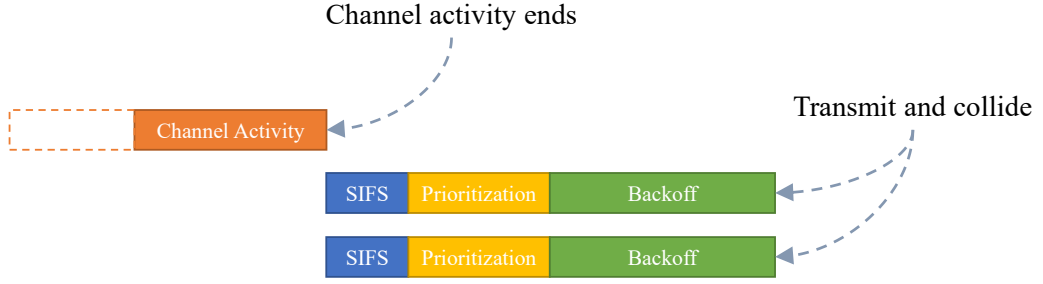 Channel activity ends
Transmit and collide
Channel Activity
SIFS Prioritization Backoff
SIFS Prioritization Backoff